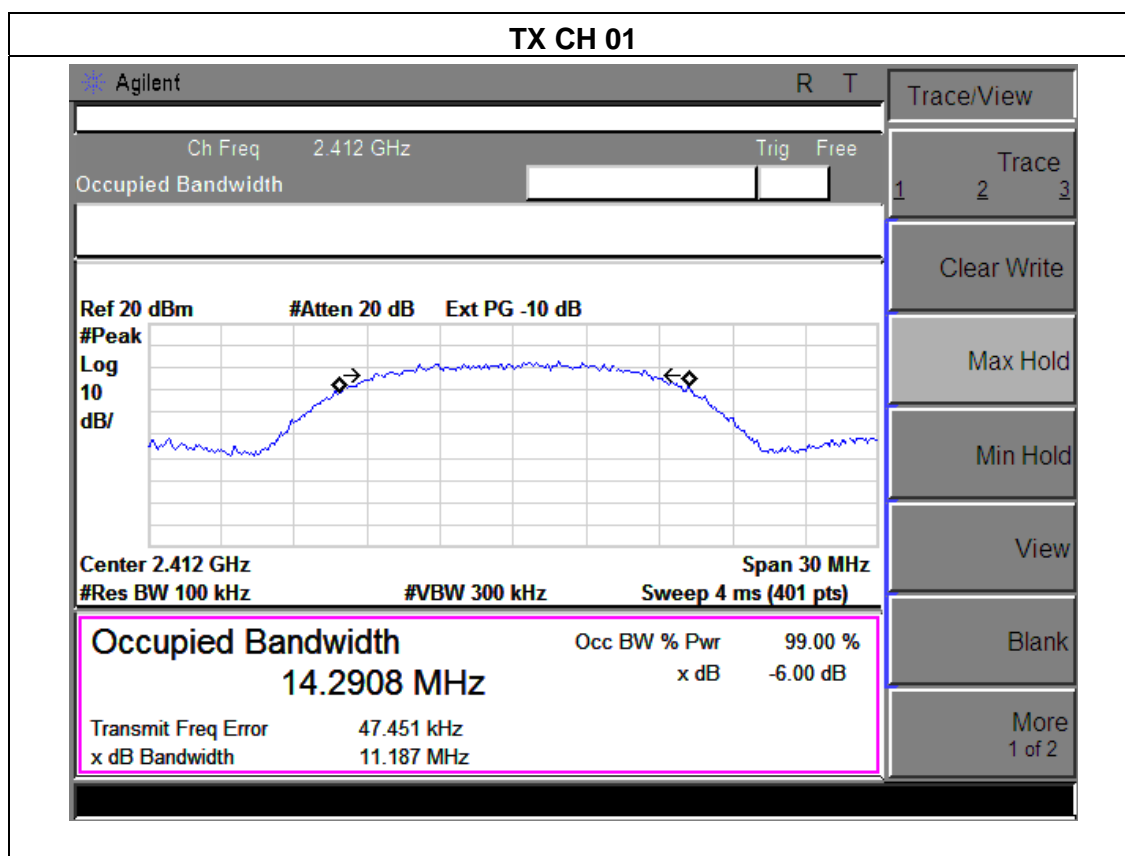 TX CH 01
Agilent R T
Trace/View
Ch Freq 2.412 GHz Trig Free
Occupied Bandwidth
Trace
1 2 3
Clear Write
Ref 20 dBm #Atten 20 dB Ext PG -10 dB
#Peak
Log
10
dB/
Max Hold
Min Hold
View
Center 2.412 GHz Span 30 MHz
#Res BW 100 kHz #VBW 300 kHz Sweep 4 ms (401 pts)
Occupied Bandwidth Occ BW % Pwr 99.00 %
14.2908 MHz x dB -6.00 dB
Blank
Transmit Freq Error 47.451 kHz
x dB Bandwidth 11.187 MHz
More
1 of 2